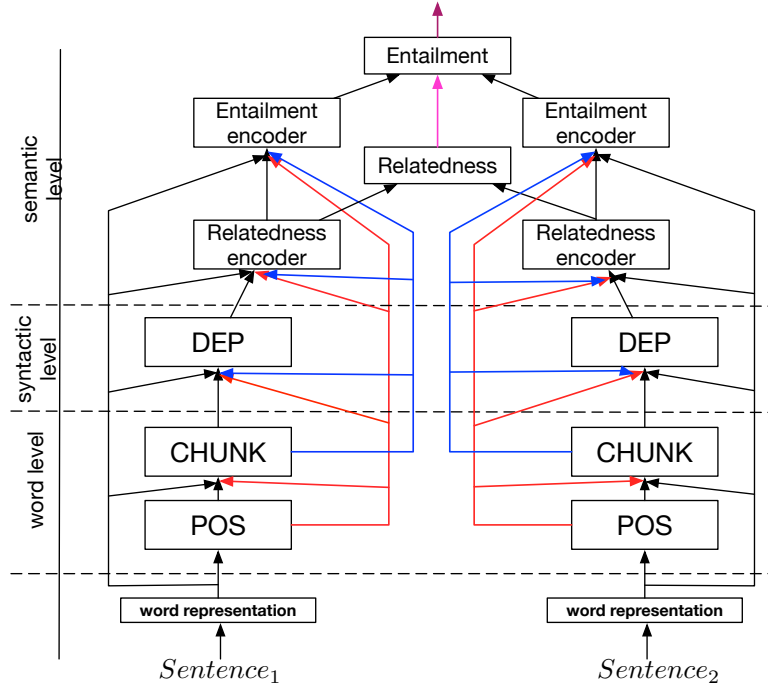 Entailment
Entailment
encoder
Entailment
encoder
Relatedness
semantic
level
Relatedness
encoder
Relatedness
encoder
syntactic
level
DEP
DEP
word level
CHUNK
CHUNK
POS
POS
word representation
word representation
Sentence₁
Sentence₂